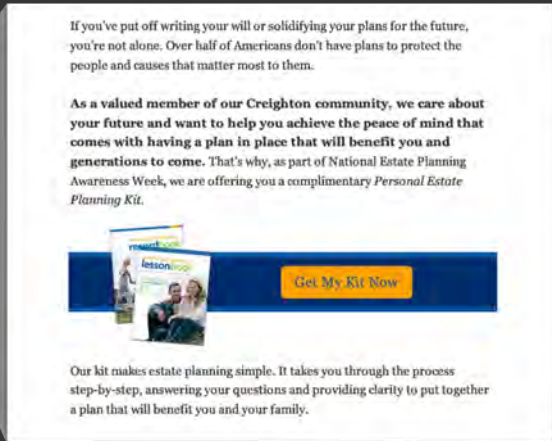 If you've put off writing your will or solidifying your plans for the future,
you're not alone. Over half of Americans don't have plans to protect the
people and causes that matter most to them.
As a valued member of our Creighton community, we care about
your future and want to help you achieve the peace of mind that
comes with having a plan in place that will benefit you and
generations to come. That's why, as part of National Estate Planning
Awareness Week, we are offering you a complimentary Personal Estate
Planning Kit.
lessonbook
Get My Kit Now
Our kit makes estate planning simple. It takes you through the process
step-by-step, answering your questions and providing clarity to put together
a plan that will benefit you and your family.